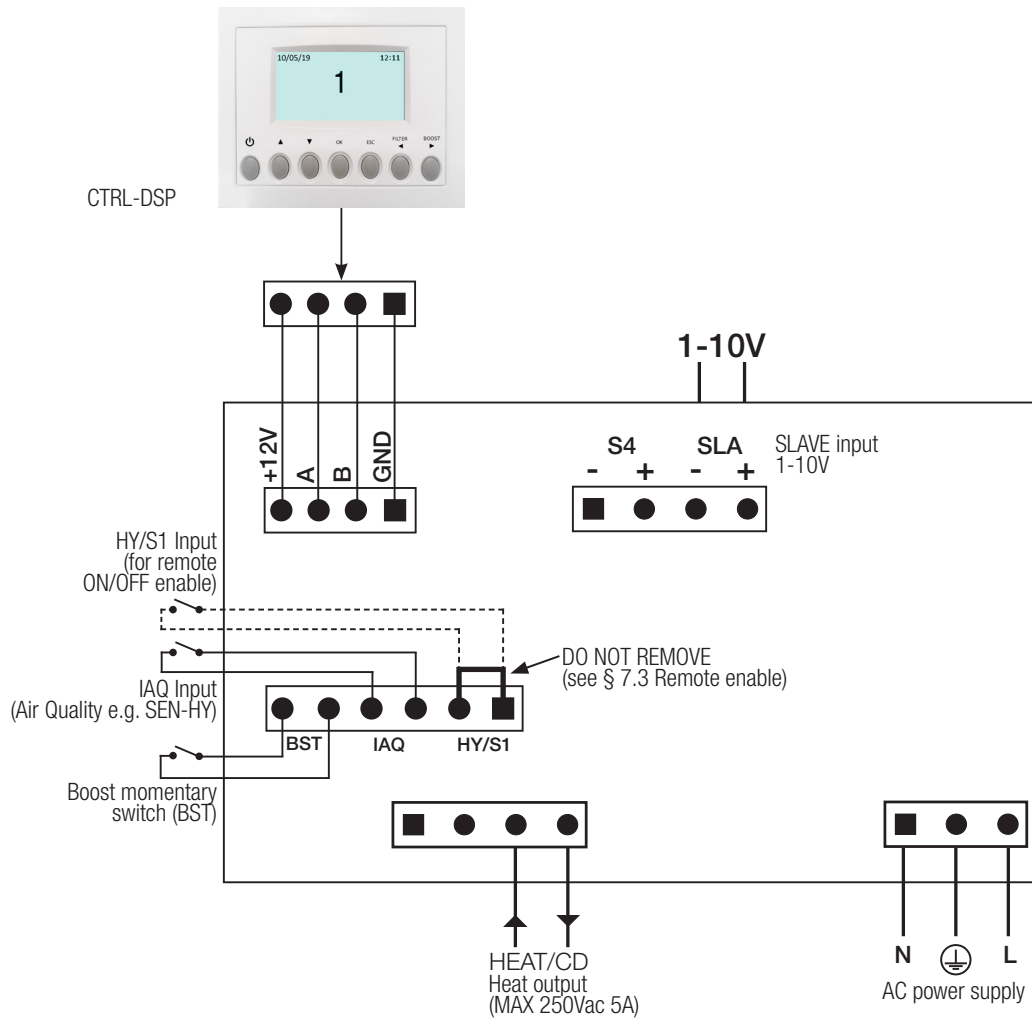 10/05/19 12:11
1
OK ESC FILTER BOOST
CTRL-DSP
1-10V
+12V A B GND
S4 SLA
- + - +
SLAVE input
1-10V
HY/S1 Input
(for remote
ON/OFF enable)
DO NOT REMOVE
(see § 7.3 Remote enable)
IAQ Input
(Air Quality e.g. SEN-HY)
BST IAQ HY/S1
Boost momentary
switch (BST)
HEAT/CD
Heat output
(MAX 250Vac 5A)
N L
AC power supply